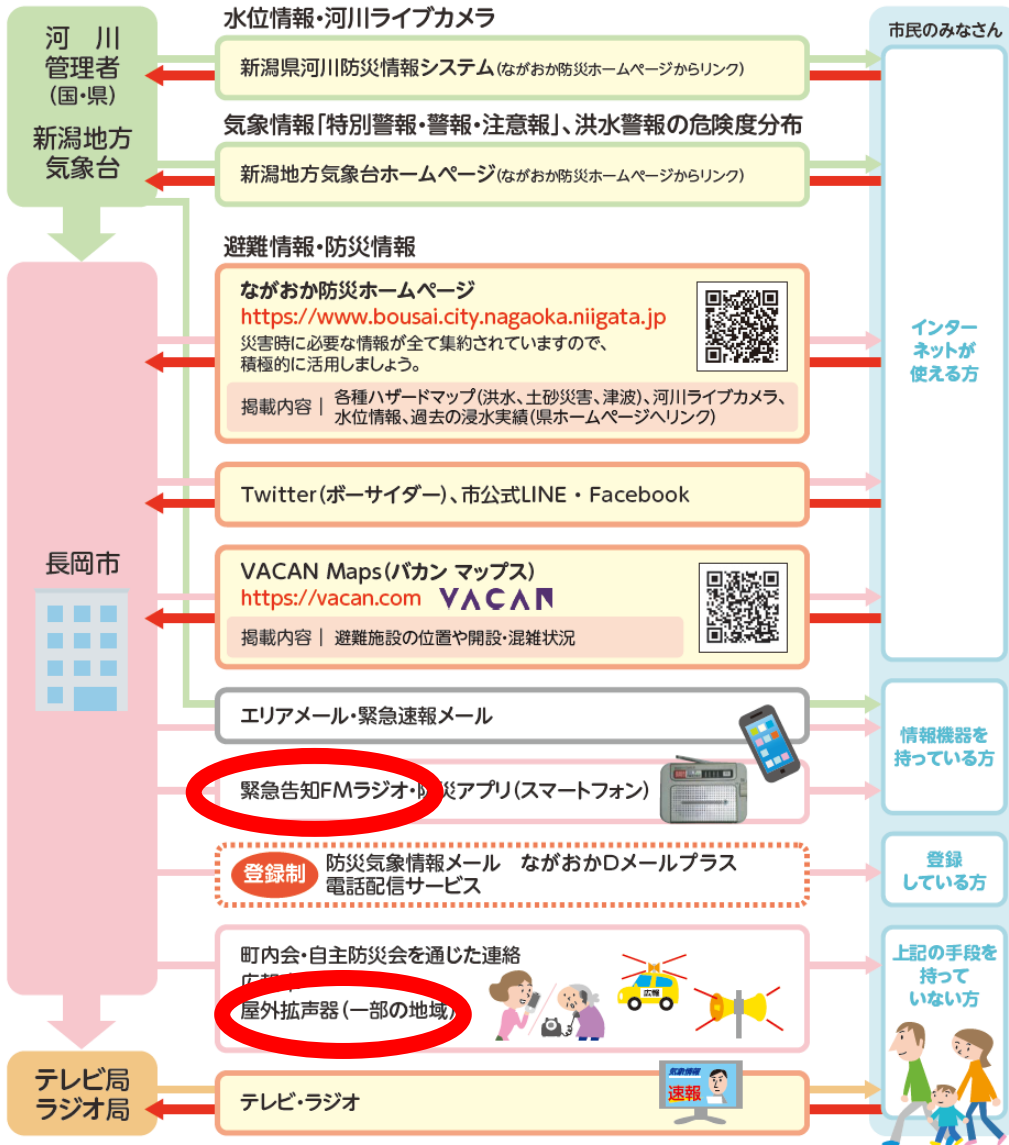 水位情報・河川ライブカメラ
河 川
管理者
(国・県)
新潟地方
気象台
市民のみなさん
新潟県河川防災情報システム(ながおか防災ホームページからリンク)
気象情報「特別警報・警報・注意報」、洪水警報の危険度分布
新潟地方気象台ホームページ(ながおか防災ホームページからリンク)
避難情報・防災情報
ながおか防災ホームページ
https://www.bousai.city.nagaoka.niigata.jp
災害時に必要な情報が全て集約されていますので、
積極的に活用しましょう。
掲載内容｜各種ハザードマップ(洪水、土砂災害、津波)、河川ライブカメラ、
水位情報、過去の浸水実績(県ホームページへリンク)
インター
ネットが
使える方
Twitter(ボーサイダー)、市公式LINE・Facebook
長岡市
VACAN Maps(バカン マップス)
https://vacan.com VACAN
掲載内容｜避難施設の位置や開設・混雑状況
エリアメール・緊急速報メール
情報機器を
持っている方
緊急告知FMラジオ・災アプリ(スマートフォン)
登録制
防災気象情報メール ながおかDメールプラス
電話配信サービス
登録
している方
町内会・自主防災会を通じた連絡
屋外拡声器(一部の地域)
広報
上記の手段を
持って
いない方
テレビ局
ラジオ局
テレビ・ラジオ
気象情報
速報